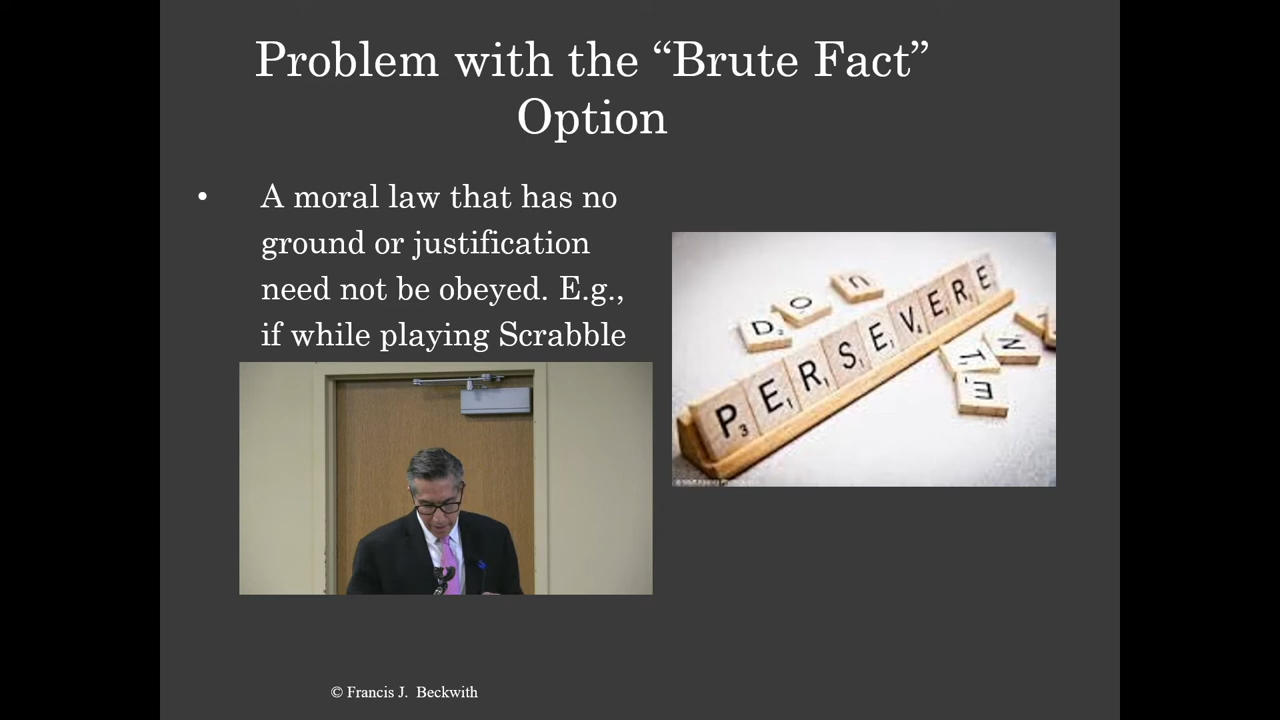 Problem with the “Brute Fact”
Option
• A moral law that has no
ground or justification
need not be obeyed. E.g.,
if while playing Scrabble
DON
PERSEVERE
© Francis J.  Beckwith